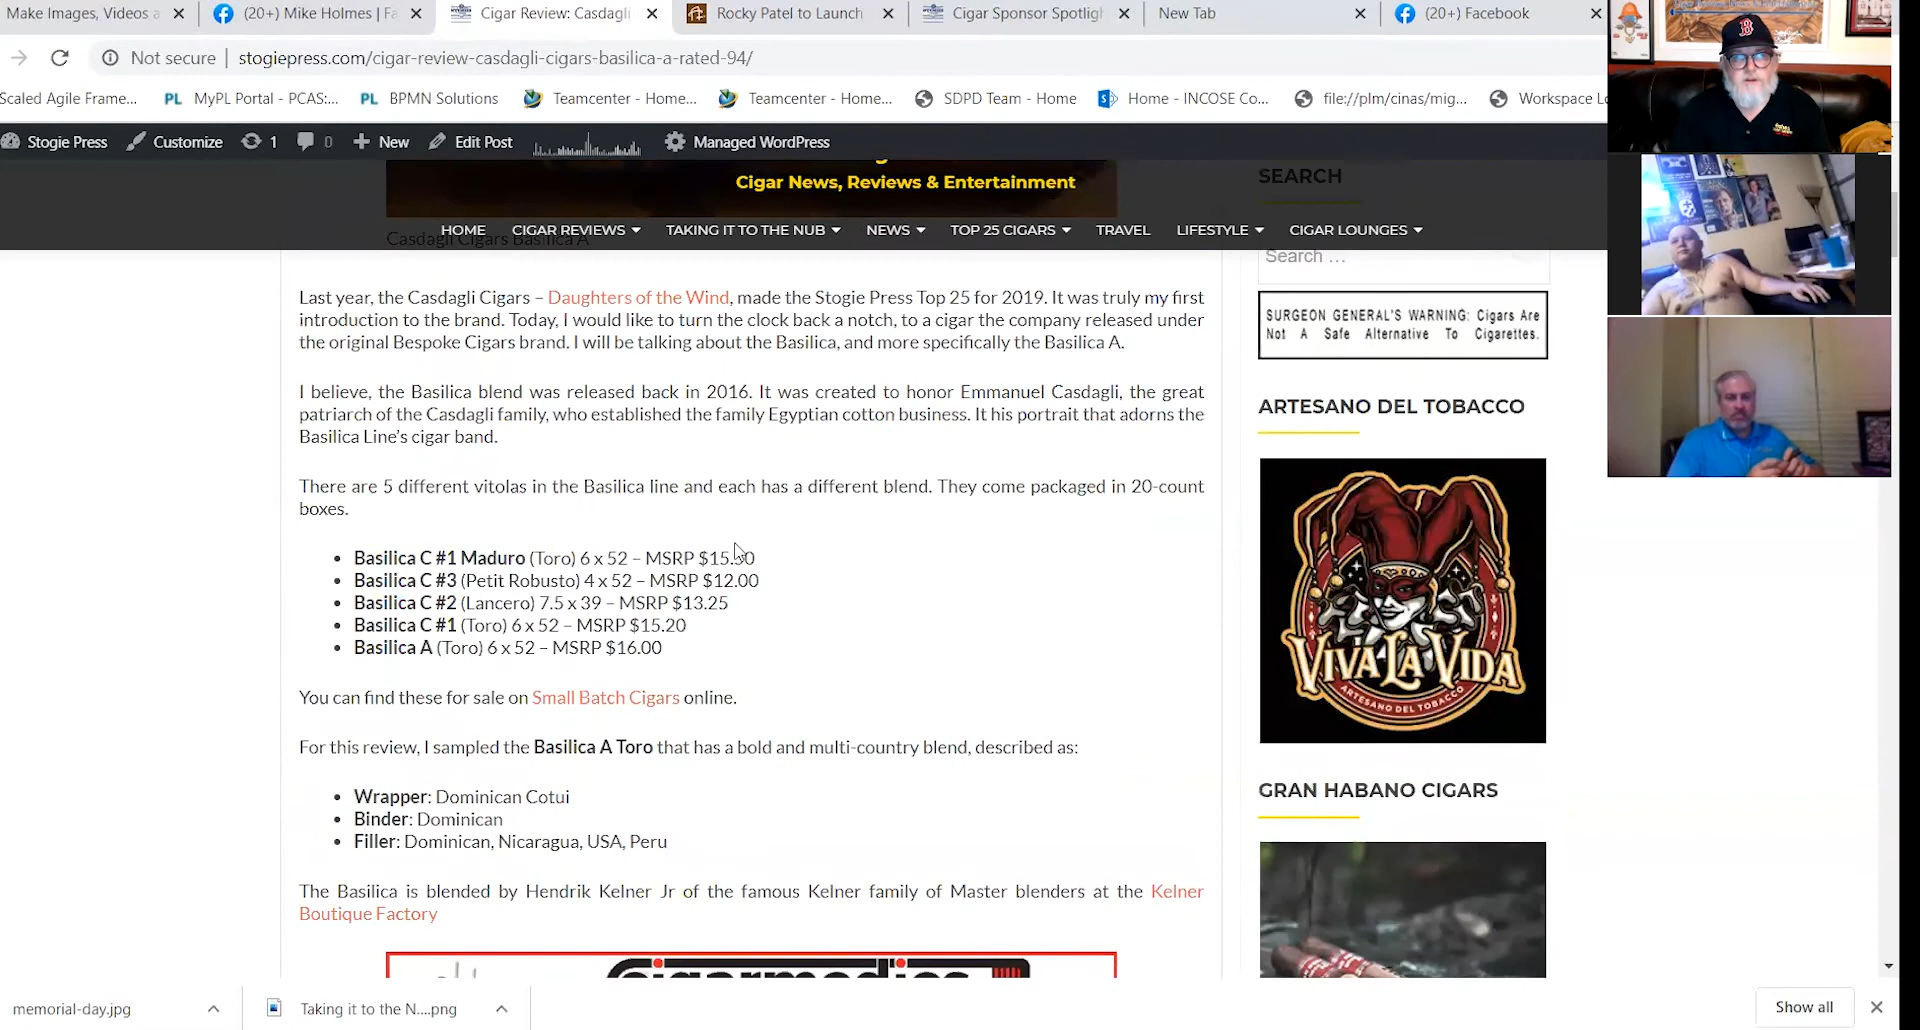 Make Images, Videos a
(20+) Mike Holmes | Fa
Cigar Review: Casdagli
Rocky Patel to Launch
Cigar Sponsor Spotligh
New Tab
(20+) Facebook
Not secure | stogiepress.com/cigar-review-casdagli-cigars-basilica-a-rated-94/
Scaled Agile Frame...
PL MyPL Portal - PCAS:...
PL BPMN Solutions
Teamcenter - Home...
Teamcenter - Home...
SDPD Team - Home
Home - INCOSE Co...
file://plm/cinas/mig...
Workspace Lo
Stogie Press
Customize
1
0
New
Edit Post
Managed WordPress
Cigar News, Reviews & Entertainment
SEARCH
HOME
CIGAR REVIEWS
TAKING IT TO THE NUB
NEWS
TOP 25 CIGARS
TRAVEL
LIFESTYLE
CIGAR LOUNGES
Casdagli Cigars Basilica A
Search ...
Last year, the Casdagli Cigars – Daughters of the Wind, made the Stogie Press Top 25 for 2019. It was truly my first
introduction to the brand. Today, I would like to turn the clock back a notch, to a cigar the company released under
the original Bespoke Cigars brand. I will be talking about the Basilica, and more specifically the Basilica A.
I believe, the Basilica blend was released back in 2016. It was created to honor Emmanuel Casdagli, the great
patriarch of the Casdagli family, who established the family Egyptian cotton business. It his portrait that adorns the
Basilica Line's cigar band.
There are 5 different vitolas in the Basilica line and each has a different blend. They come packaged in 20-count
boxes.
• Basilica C #1 Maduro (Toro) 6 x 52 – MSRP
• Basilica C #3 (Petit Robusto) 4 x 52 – MSRP $12.00
• Basilica C #2 (Lancero) 7.5 x 39 – MSRP $13.25
• Basilica C #1 (Toro) 6 x 52 – MSRP $15.20
• Basilica A (Toro) 6 x 52 – MSRP $16.00
You can find these for sale on Small Batch Cigars online.
For this review, I sampled the Basilica A Toro that has a bold and multi-country blend, described as:
• Wrapper: Dominican Cotui
• Binder: Dominican
• Filler: Dominican, Nicaragua, USA, Peru
The Basilica is blended by Hendrik Kelner Jr of the famous Kelner family of Master blenders at the Kelner
Boutique Factory
SURGEON GENERAL'S WARNING: Cigars Are
Not A Safe Alternative To Cigarettes.
ARTESANO DEL TOBACCO
VIVA LA VIDA
ARTESANO DEL TOBACCO
GRAN HABANO CIGARS
B
memorial-day.jpg
Taking it to the N....png
Show all